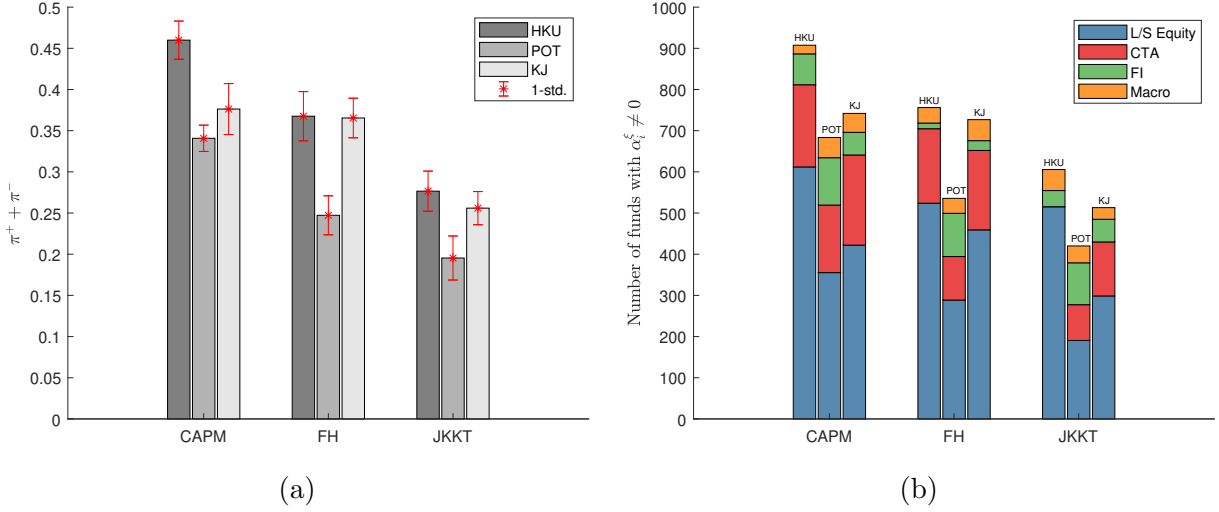 0.5
0.45
0.4
0.35
0.3
0.25
0.2
0.15
0.1
0.05
0
π⁺ + π⁻
HKU
POT
KJ
1-std.
CAPM FH JKKT
(a)
1000
900
800
700
600
500
400
300
200
100
0
Number of funds with α_i^ξ ≠ 0
L/S Equity
CTA
FI
Macro
HKU
POT
KJ
HKU
POT
KJ
HKU
POT
KJ
CAPM FH JKKT
(b)